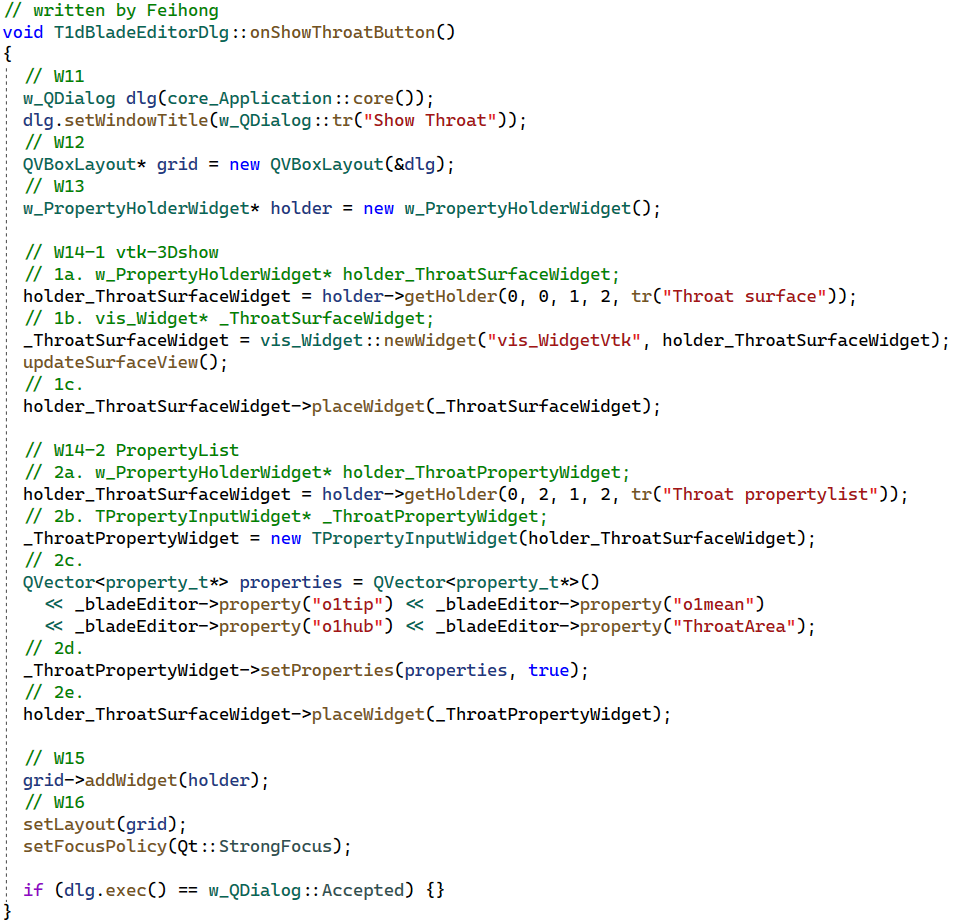 // written by Feihong
void T1dBladeEditorDlg::onShowThroatButton()
{
  // W11
  w_QDialog dlg(core_Application::core());
  dlg.setWindowTitle(w_QDialog::tr("Show Throat"));
  // W12
  QVBoxLayout* grid = new QVBoxLayout(&dlg);
  // W13
  w_PropertyHolderWidget* holder = new w_PropertyHolderWidget();

  // W14-1 vtk-3Dshow
  // 1a. w_PropertyHolderWidget* holder_ThroatSurfaceWidget;
  holder_ThroatSurfaceWidget = holder->getHolder(0, 0, 1, 2, tr("Throat surface"));
  // 1b. vis_Widget* _ThroatSurfaceWidget;
  _ThroatSurfaceWidget = vis_Widget::newWidget("vis_WidgetVtk", holder_ThroatSurfaceWidget);
  updateSurfaceView();
  // 1c.
  holder_ThroatSurfaceWidget->placeWidget(_ThroatSurfaceWidget);

  // W14-2 PropertyList
  // 2a. w_PropertyHolderWidget* holder_ThroatPropertyWidget;
  holder_ThroatSurfaceWidget = holder->getHolder(0, 2, 1, 2, tr("Throat propertylist"));
  // 2b. TPropertyInputWidget* _ThroatPropertyWidget;
  _ThroatPropertyWidget = new TPropertyInputWidget(holder_ThroatSurfaceWidget);
  // 2c.
  QVector<property_t*> properties = QVector<property_t*>()
    << _bladeEditor->property("o1tip") << _bladeEditor->property("o1mean")
    << _bladeEditor->property("o1hub") << _bladeEditor->property("ThroatArea");
  // 2d.
  _ThroatPropertyWidget->setProperties(properties, true);
  // 2e.
  holder_ThroatSurfaceWidget->placeWidget(_ThroatPropertyWidget);

  // W15
  grid->addWidget(holder);
  // W16
  setLayout(grid);
  setFocusPolicy(Qt::StrongFocus);

  if (dlg.exec() == w_QDialog::Accepted) {}
}